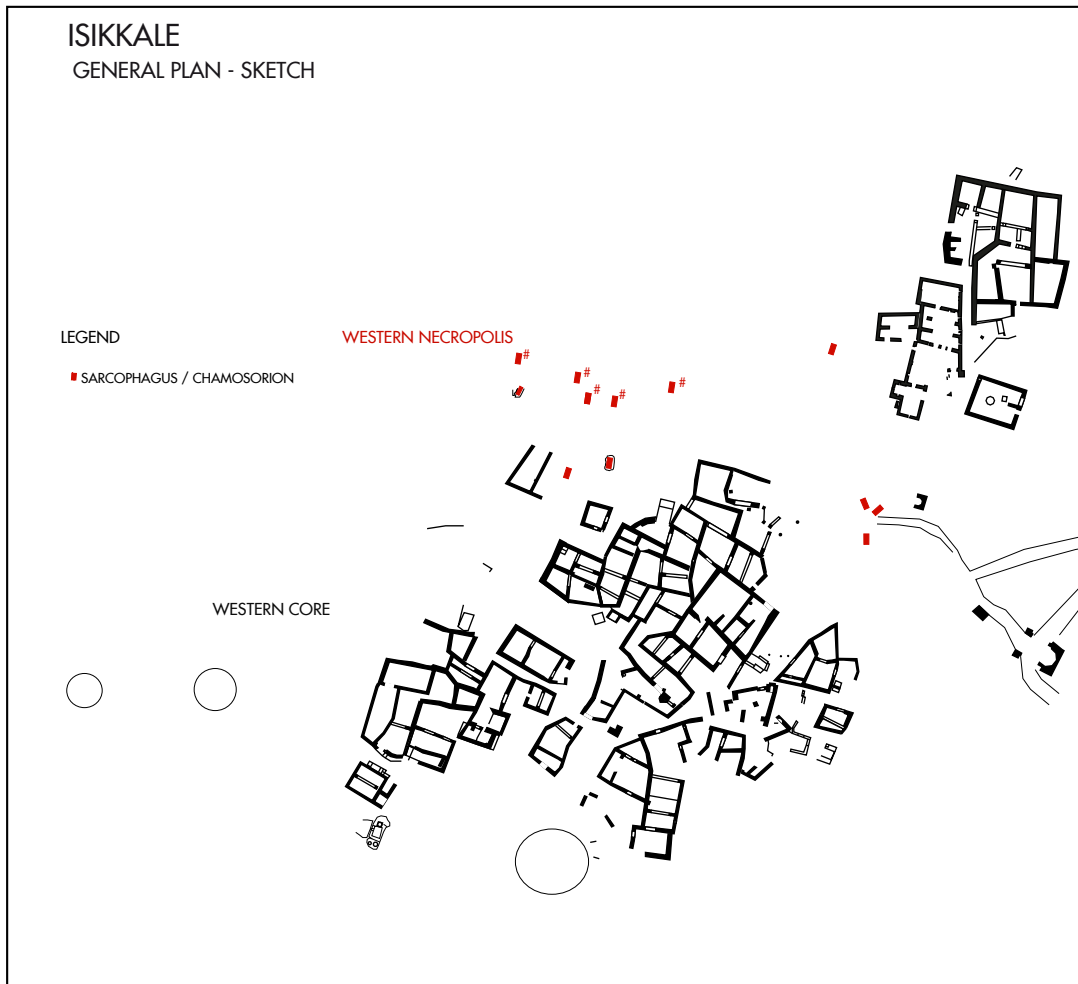 ISIKKALE
GENERAL PLAN - SKETCH
LEGEND
WESTERN NECROPOLIS
SARCOPHAGUS / CHAMOSORION
#
#
#
#
#
WESTERN CORE